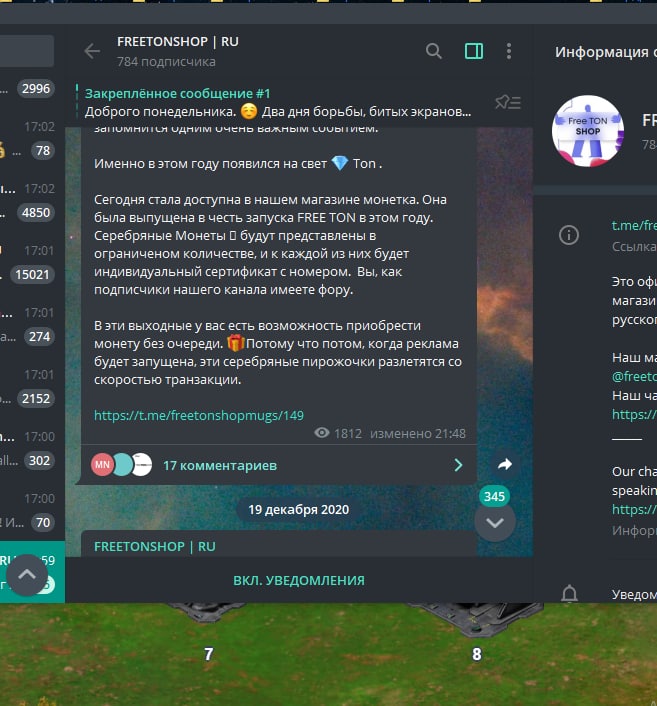 FREETONSHOP | RU
784 подписчика
Информация о
Закреплённое сообщение #1
Доброго понедельника. ☺️ Два дня борьбы, битых экранов...
запомнится одним очень важным событием.
Именно в этом году появился на свет 💎 Ton .
Сегодня стала доступна в нашем магазине монетка. Она
была выпущена в честь запуска FREE TON в этом году.
Серебряные Монеты 🪙 будут представлены в
ограниченом количестве, и к каждой из них будет
индивидуальный сертификат с номером. Вы, как
подписчики нашего канала имеете фору.
В эти выходные у вас есть возможность приобрести
монету без очереди. 🎁Потому что потом, когда реклама
будет запущена, эти серебряные пирожочки разлетятся со
скоростью транзакции.
https://t.me/freetonshopmugs/149
1812 изменено 21:48
MN
17 комментариев
345
19 декабря 2020
FREETONSHOP | RU
ВКЛ. УВЕДОМЛЕНИЯ
2996
17:02
78
17:02
4850
17:01
15021
17:01
274
17:01
2152
17:00
302
17:00
70
Free TON
SHOP
FR
78
t.me/fre
Ссылка
Это офи
магази
русског
Наш ма
@freeto
Наш ча
https://
Our cha
speakin
https://
Информ
Уведом
7
8